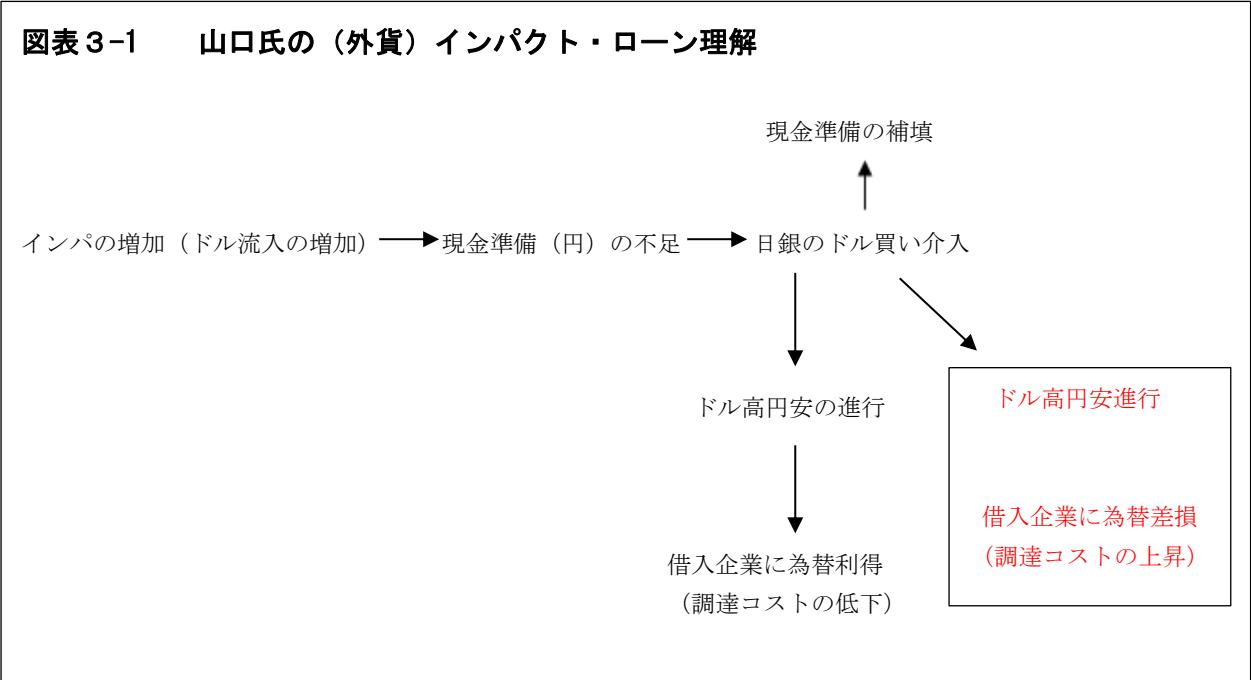 図表3-1　　山口氏の（外貨）インパクト・ローン理解
現金準備の補填
インパの増加（ドル流入の増加）
現金準備（円）の不足
日銀のドル買い介入
ドル高円安の進行
借入企業に為替利得
（調達コストの低下）
ドル高円安進行
借入企業に為替差損
（調達コストの上昇）